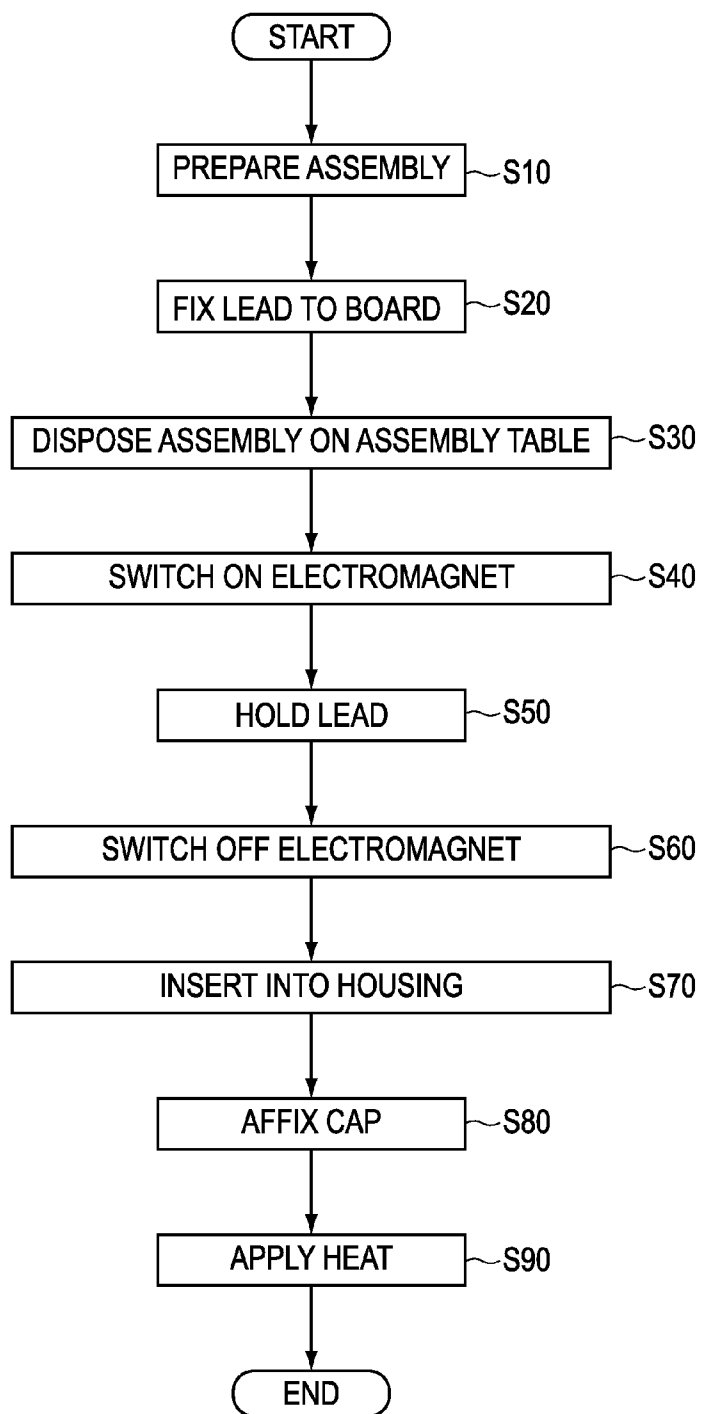 START
PREPARE ASSEMBLY S10
FIX LEAD TO BOARD S20
DISPOSE ASSEMBLY ON ASSEMBLY TABLE S30
SWITCH ON ELECTROMAGNET S40
HOLD LEAD S50
SWITCH OFF ELECTROMAGNET S60
INSERT INTO HOUSING S70
AFFIX CAP S80
APPLY HEAT S90
END